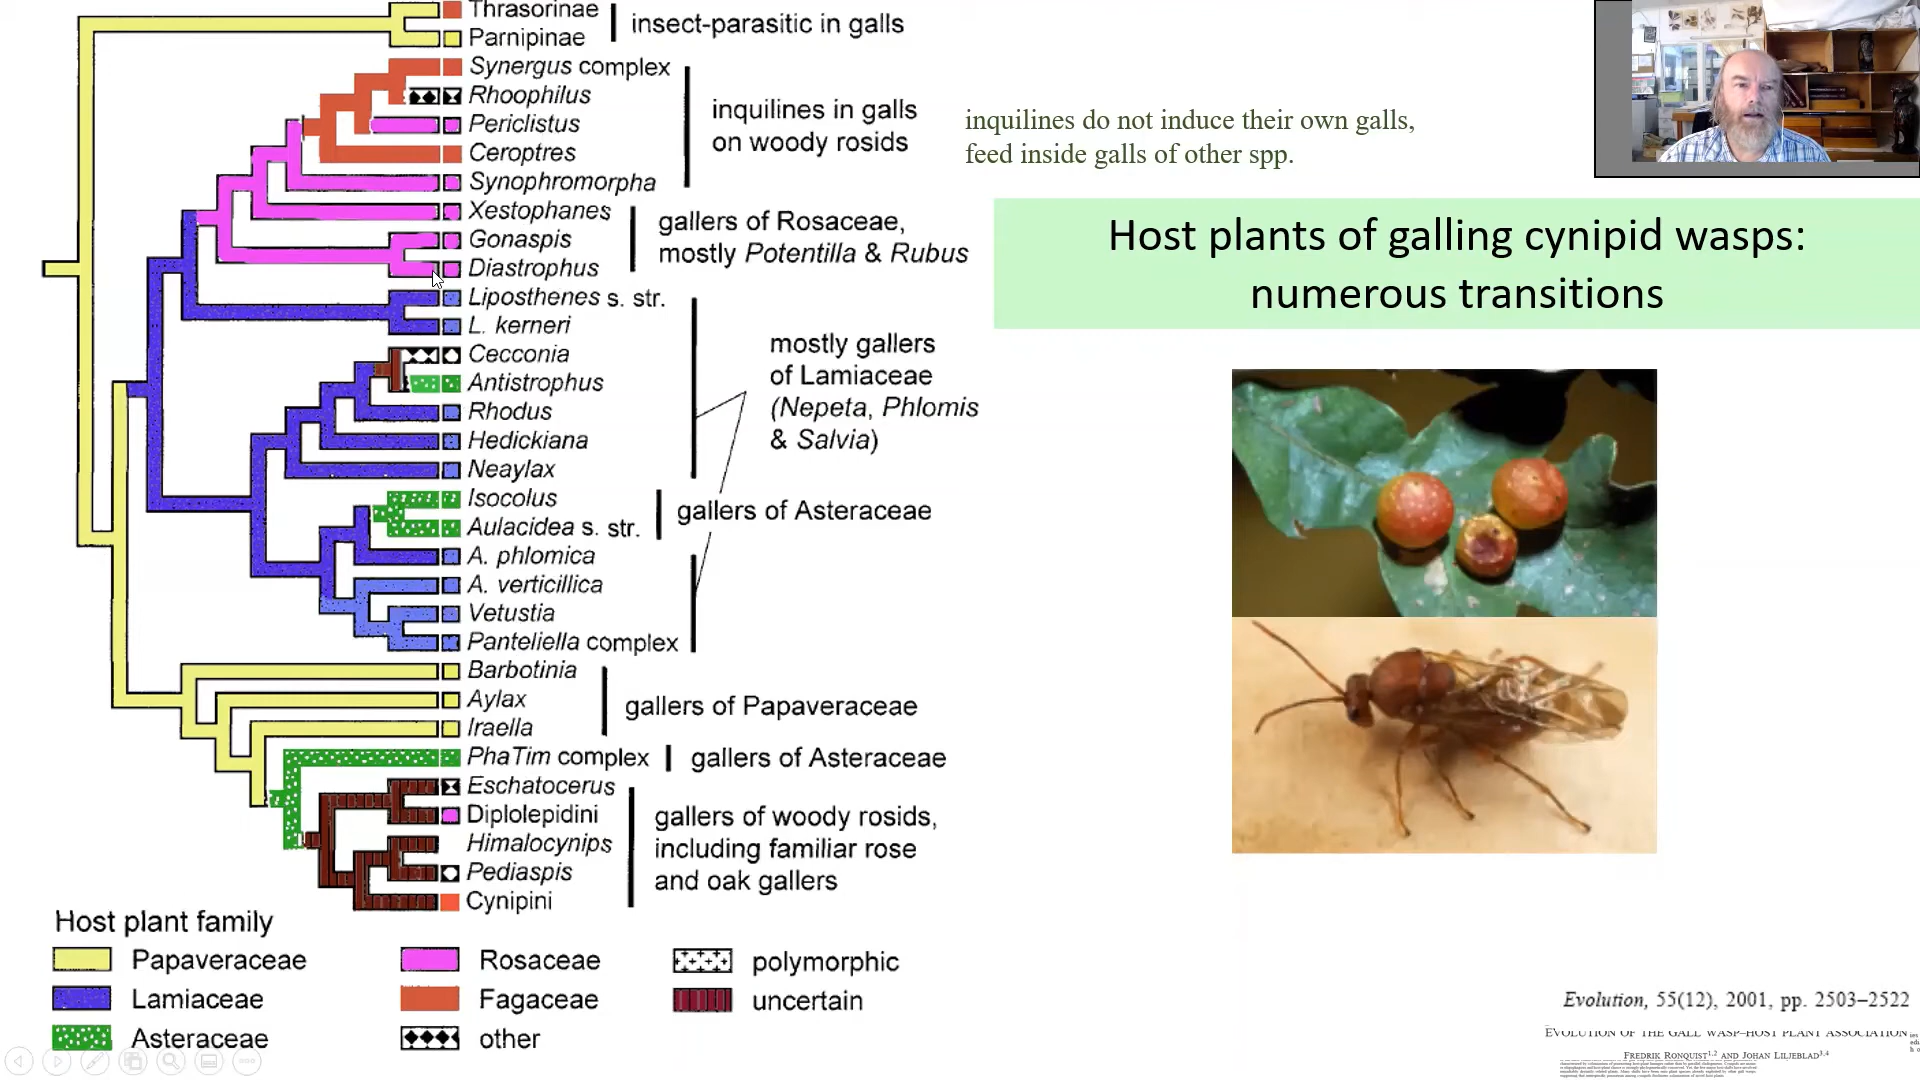 Thrasorinae
Parnipinae
insect-parasitic in galls
Synergus complex
Rhoophilus
Periclistus
Ceroptres
Synophromorpha
inquilines in galls
on woody rosids
inquilines do not induce their own galls,
feed inside galls of other spp.
Xestophanes
Gonaspis
Diastrophus
gallers of Rosaceae,
mostly Potentilla & Rubus
Host plants of galling cynipid wasps:
numerous transitions
Liposthenes s. str.
L. kerneri
Cecconia
Antistrophus
Rhodus
Hedickiana
Neaylax
mostly gallers
of Lamiaceae
(Nepeta, Phlomis
& Salvia)
Isocolus
Aulacidea s. str.
gallers of Asteraceae
A. phlomica
A. verticillica
Vetustia
Panteliella complex
Barbotinia
Aylax
Iraella
gallers of Papaveraceae
PhaTim complex
gallers of Asteraceae
Eschatocerus
Diplolepidini
Himalocynips
Pediaspis
Cynipini
gallers of woody rosids,
including familiar rose
and oak gallers
Host plant family
Papaveraceae
Lamiaceae
Asteraceae
Rosaceae
Fagaceae
other
polymorphic
uncertain
Evolution, 55(12), 2001, pp. 2503–2522
EVOLUTION OF THE GALL WASP–HOST PLANT ASSOCIATION
FREDRIK RONQUIST1,2 AND JOHAN LILJEBLAD3,4